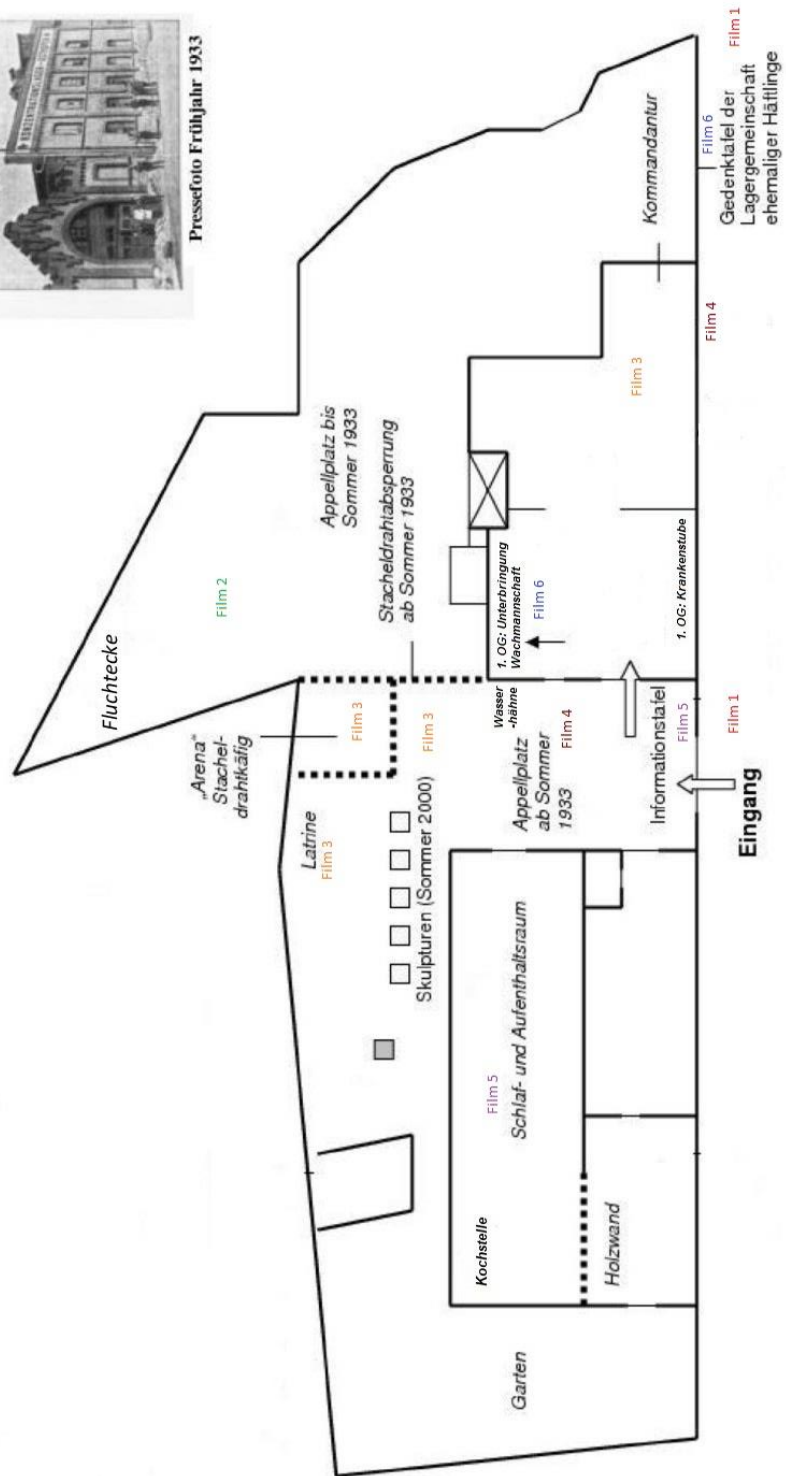 Pressefoto Frühjahr 1933
Fluchtecke
Film 2
„Arena“
Stachel-
drahtkäfig
Appellplatz bis
Sommer 1933
Stacheldrahtabsperrung
ab Sommer 1933
Latrine
Film 3
Film 3
Film 3
Skulpturen (Sommer 2000)
Wasser
-hähne
1. OG: Unterbringung
Wachmannschaft
Film 6
Kochstelle
Film 5
Schlaf- und Aufenthaltsraum
Garten
Appellplatz
ab Sommer
1933
Film 4
Holzwand
Informationstafel
Film 5
1. OG: Krankenstube
Film 3
Kommandantur
Film 4
Film 6
Film 1
Film 1
Eingang
Gedenktafel der
Lagergemeinschaft
ehemaliger Häftlinge